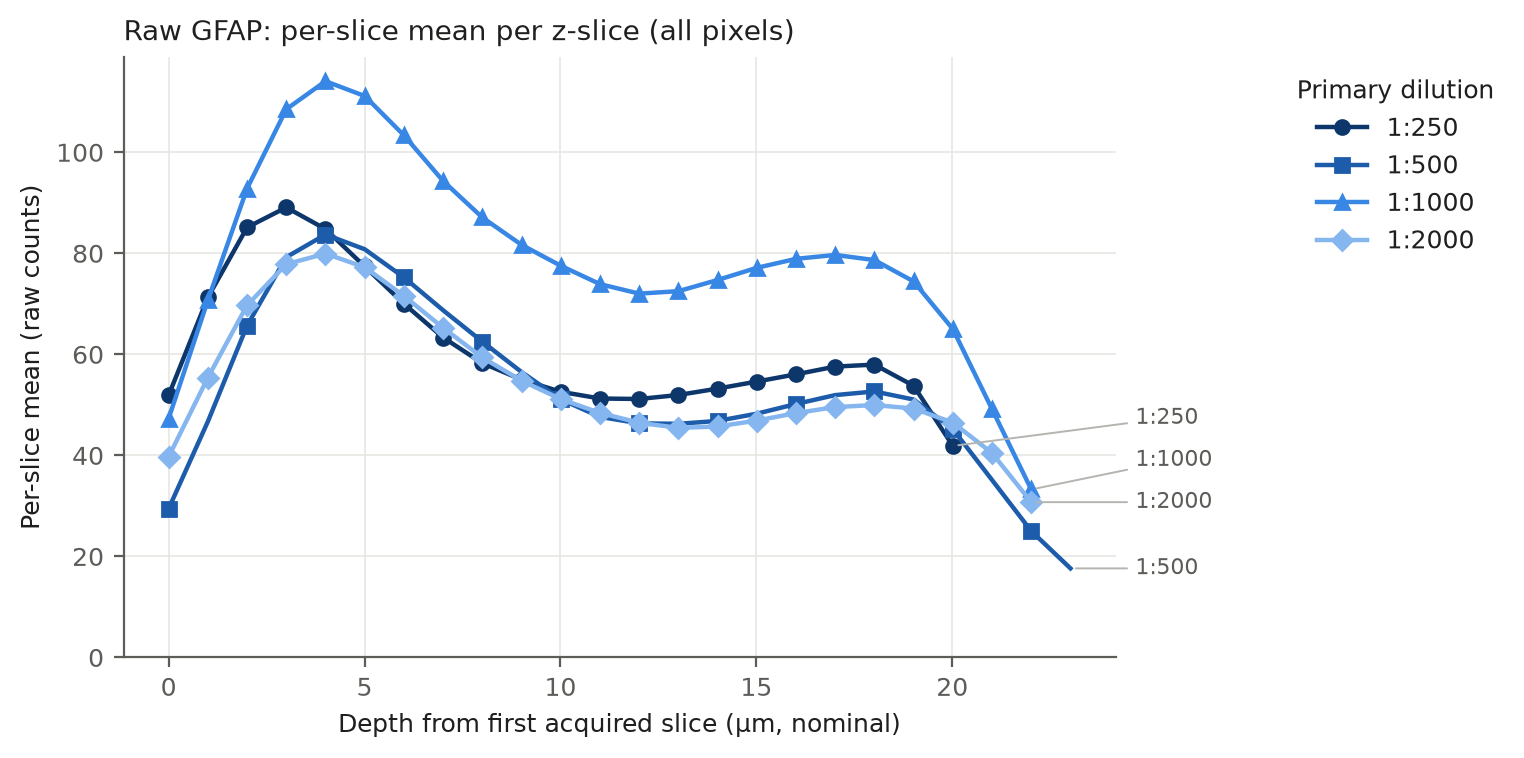 Raw GFAP: per-slice mean per z-slice (all pixels)
Per-slice mean (raw counts)
100
80
60
40
20
0
0 5 10 15 20
Depth from first acquired slice (µm, nominal)
1:250
1:1000
1:2000
1:500
Primary dilution
1:250
1:500
1:1000
1:2000